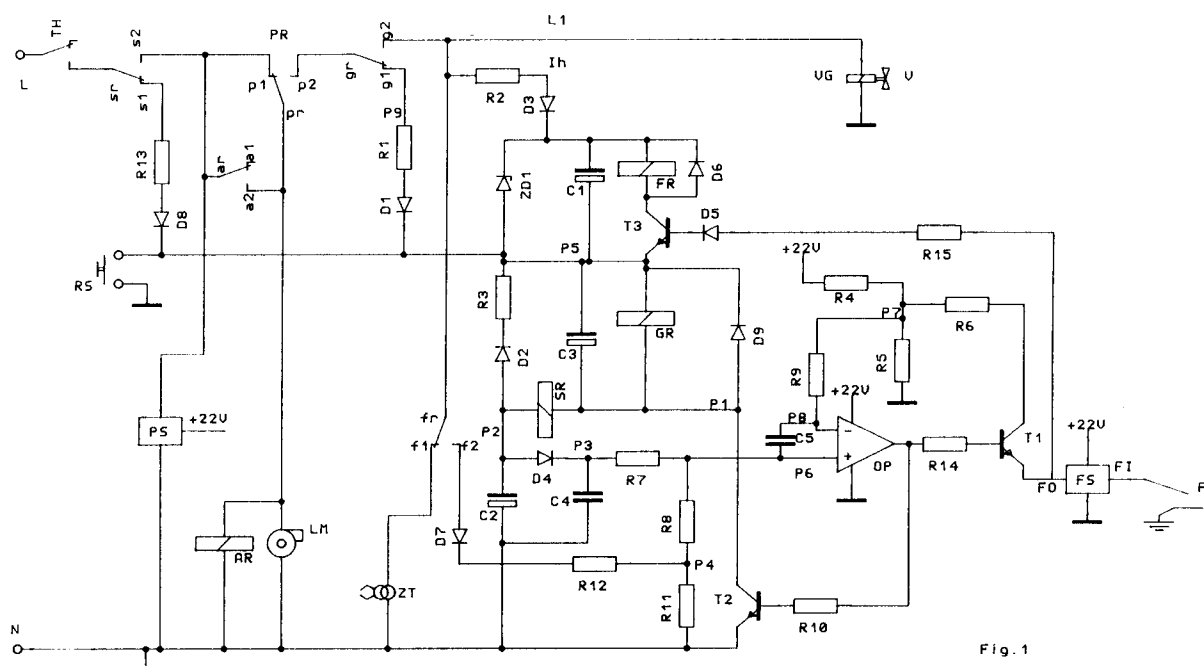 TH
s2
PR
g2
L1
L
sr
s1
p1
p2
gr
g1
R2
Ih
VG
V
pr
P9
D3
R13
ar
a1
R1
ZD1
C1
FR
D6
a2
D8
D1
T3
D5
P5
+22V
R15
RS
R3
R4
GR
P7
R6
C3
D9
D2
R9
R5
SR
+22V
PS
+22V
fr
P1
P8
f1
P2
f2
P3
C5
-
T1
+22V
+
D4
R7
P6
OP
R14
FO
FS
FI
F
C2
C4
LM
D7
R8
AR
P4
R12
ZT
R11
T2
R10
N
Fig.1